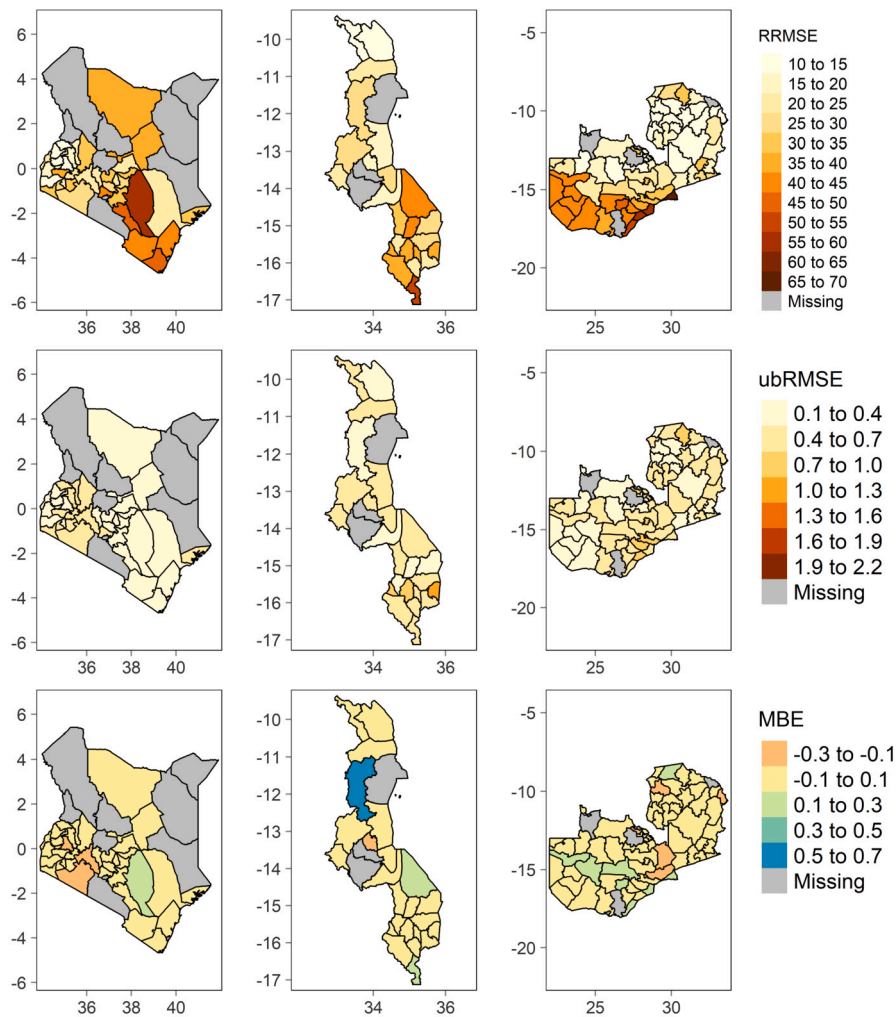 6
4
2
0
-2
-4
-6
36 38 40
-10
-11
-12
-13
-14
-15
-16
-17
34 36
-5
-10
-15
-20
25 30
RRMSE
10 to 15
15 to 20
20 to 25
25 to 30
30 to 35
35 to 40
40 to 45
45 to 50
50 to 55
55 to 60
60 to 65
65 to 70
Missing
6
4
2
0
-2
-4
-6
36 38 40
-10
-11
-12
-13
-14
-15
-16
-17
34 36
-5
-10
-15
-20
25 30
ubRMSE
0.1 to 0.4
0.4 to 0.7
0.7 to 1.0
1.0 to 1.3
1.3 to 1.6
1.6 to 1.9
1.9 to 2.2
Missing
6
4
2
0
-2
-4
-6
36 38 40
-10
-11
-12
-13
-14
-15
-16
-17
34 36
-5
-10
-15
-20
25 30
MBE
-0.3 to -0.1
-0.1 to 0.1
0.1 to 0.3
0.3 to 0.5
0.5 to 0.7
Missing